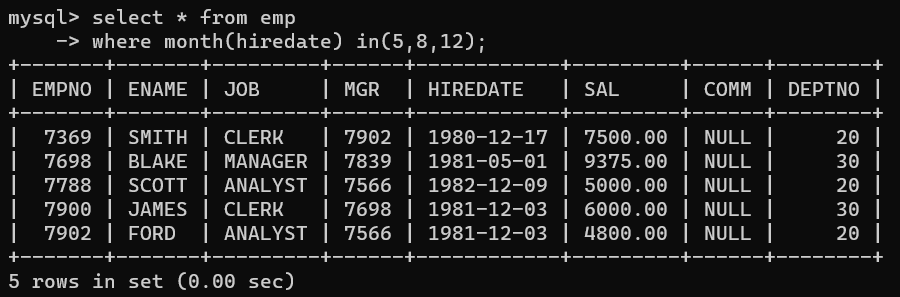 mysql> select * from emp
    -> where month(hiredate) in(5,8,12);
+-------+-------+---------+------+------------+---------+------+--------+
| EMPNO | ENAME | JOB     | MGR  | HIREDATE   | SAL     | COMM | DEPTNO |
+-------+-------+---------+------+------------+---------+------+--------+
|  7369 | SMITH | CLERK   | 7902 | 1980-12-17 | 7500.00 | NULL |     20 |
|  7698 | BLAKE | MANAGER | 7839 | 1981-05-01 | 9375.00 | NULL |     30 |
|  7788 | SCOTT | ANALYST | 7566 | 1982-12-09 | 5000.00 | NULL |     20 |
|  7900 | JAMES | CLERK   | 7698 | 1981-12-03 | 6000.00 | NULL |     30 |
|  7902 | FORD  | ANALYST | 7566 | 1981-12-03 | 4800.00 | NULL |     20 |
+-------+-------+---------+------+------------+---------+------+--------+
5 rows in set (0.00 sec)